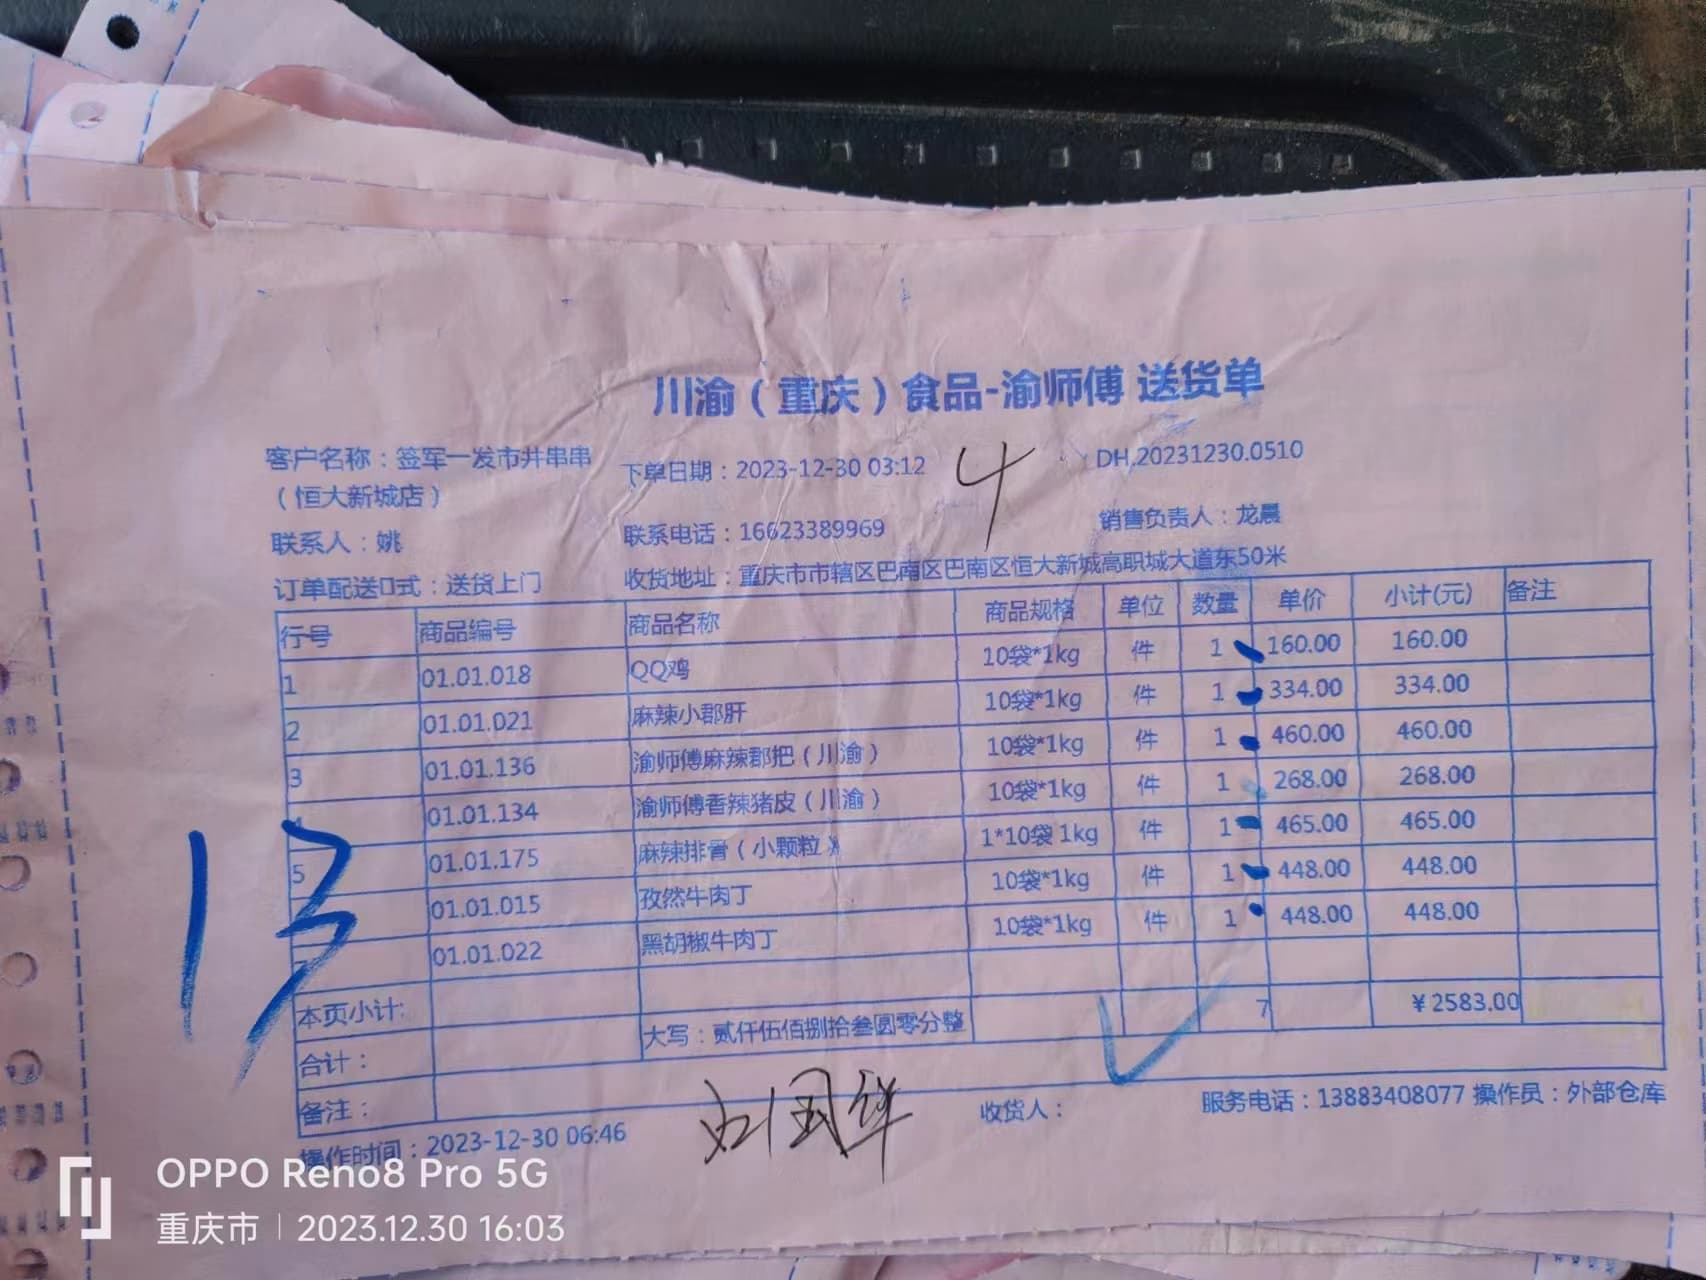 川渝（重庆）食品-渝师傅 送货单
客户名称：签军一发市井串串（恒大新城店） 下单日期：2023-12-30 03:12 4 DH,20231230.0510
联系人：姚 联系电话：16623389969 销售负责人：龙晨
订单配送方式：送货上门 收货地址：重庆市市辖区巴南区巴南区恒大新城高职城大道东50米
行号 商品编号 商品名称 商品规格 单位 数量 单价 小计(元) 备注
1 01.01.018 QQ鸡 10袋*1kg 件 1 160.00 160.00
2 01.01.021 麻辣小郡肝 10袋*1kg 件 1 334.00 334.00
3 01.01.136 渝师傅麻辣郡把（川渝） 10袋*1kg 件 1 460.00 460.00
4 01.01.134 渝师傅香辣猪皮（川渝） 10袋*1kg 件 1 268.00 268.00
5 01.01.175 麻辣排骨（小颗粒） 1*10袋 1kg 件 1 465.00 465.00
01.01.015 孜然牛肉丁 10袋*1kg 件 1 448.00 448.00
7 01.01.022 黑胡椒牛肉丁 10袋*1kg 件 1 448.00 448.00
13
本页小计:
合计： 大写：贰仟伍佰捌拾叁圆零分整 7 ¥2583.00
备注：
操作时间：2023-12-30 06:46 收货人： 服务电话：13883408077 操作员：外部仓库
OPPO Reno8 Pro 5G
重庆市 2023.12.30 16:03